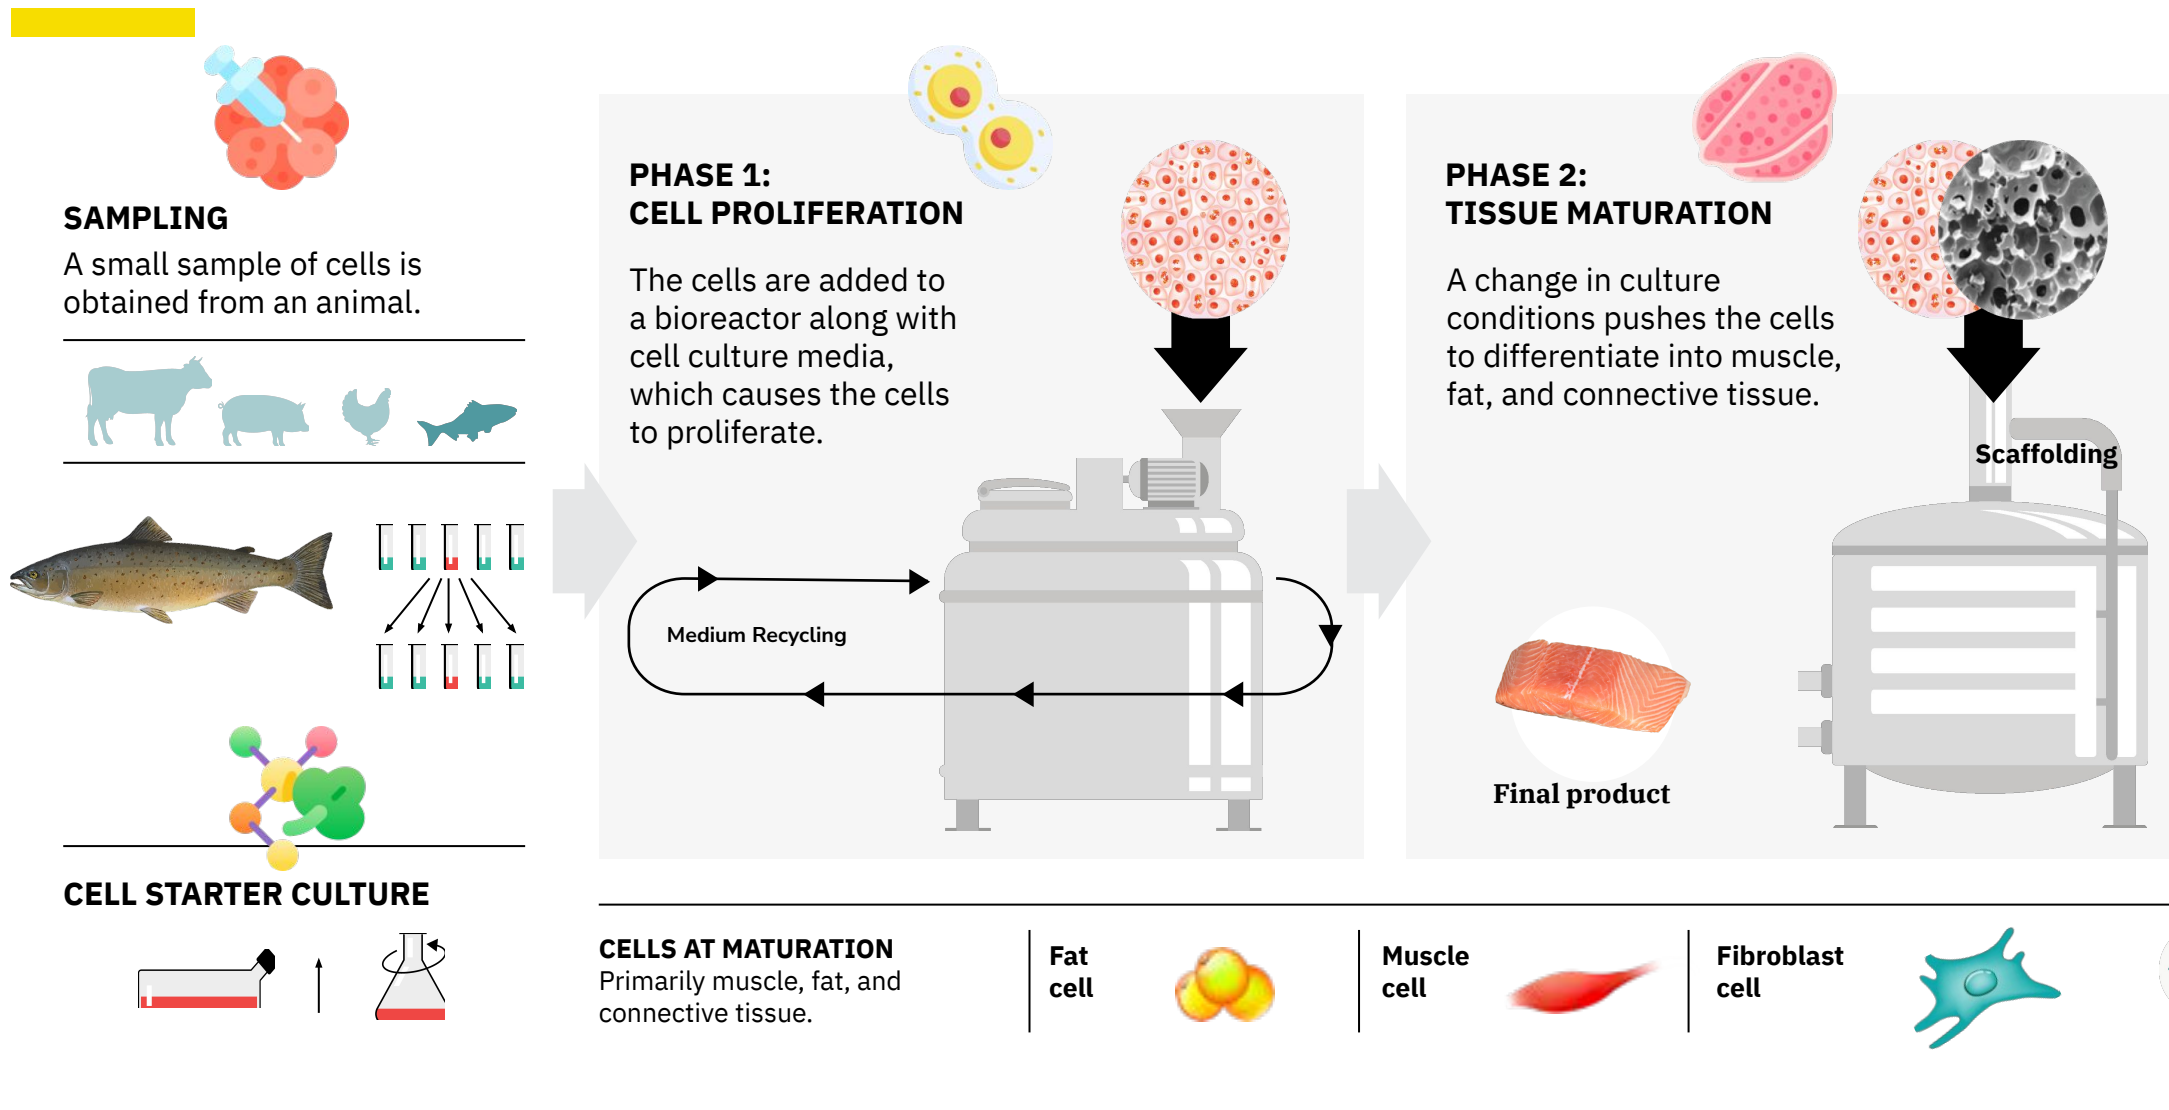 SAMPLING
A small sample of cells is
obtained from an animal.
CELL STARTER CULTURE
PHASE 1:
CELL PROLIFERATION
The cells are added to
a bioreactor along with
cell culture media,
which causes the cells
to proliferate.
Medium Recycling
PHASE 2:
TISSUE MATURATION
A change in culture
conditions pushes the cells
to differentiate into muscle,
fat, and connective tissue.
Scaffolding
Final product
CELLS AT MATURATION
Primarily muscle, fat, and
connective tissue.
Fat
cell
Muscle
cell
Fibroblast
cell